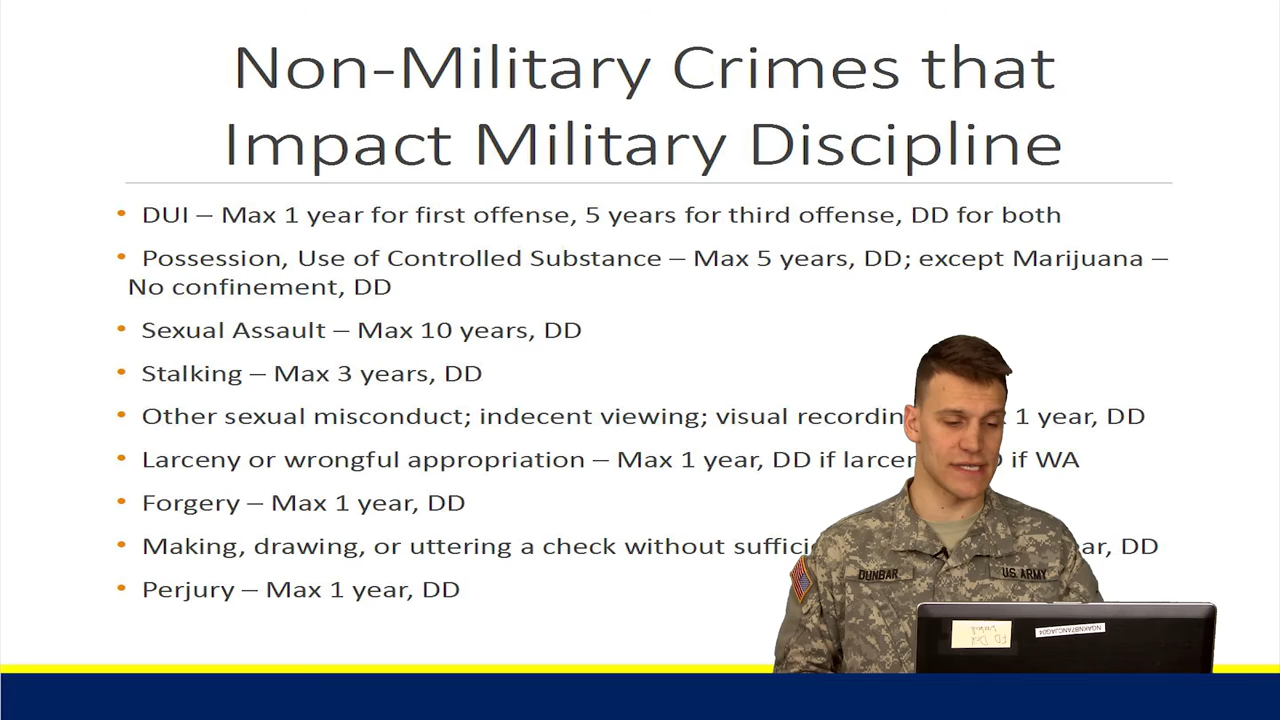 Non-Military Crimes that
Impact Military Discipline
• DUI – Max 1 year for first offense, 5 years for third offense, DD for both
• Possession, Use of Controlled Substance – Max 5 years, DD; except Marijuana –
No confinement, DD
• Sexual Assault – Max 10 years, DD
• Stalking – Max 3 years, DD
• Other sexual misconduct; indecent viewing; visual 1 year, DD
• Larceny or wrongful appropriation – Max 1 year, DD if if WA
• Forgery – Max 1 year, DD
• Making, drawing, or uttering a check without DD
• Perjury – Max 1 year, DD
DUNBAR
U.S. ARMY